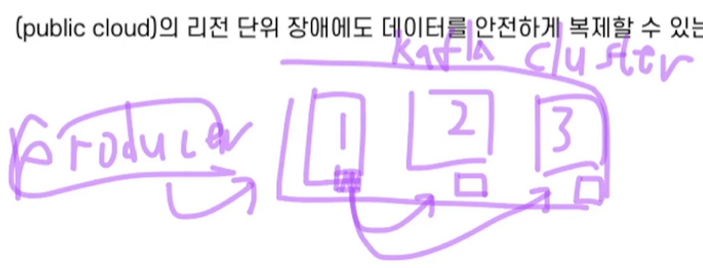 (public cloud)의 리전 단위 장애에도 데이터를 안전하게 복제할 수 있는
kafka cluster
producer
1 2 3